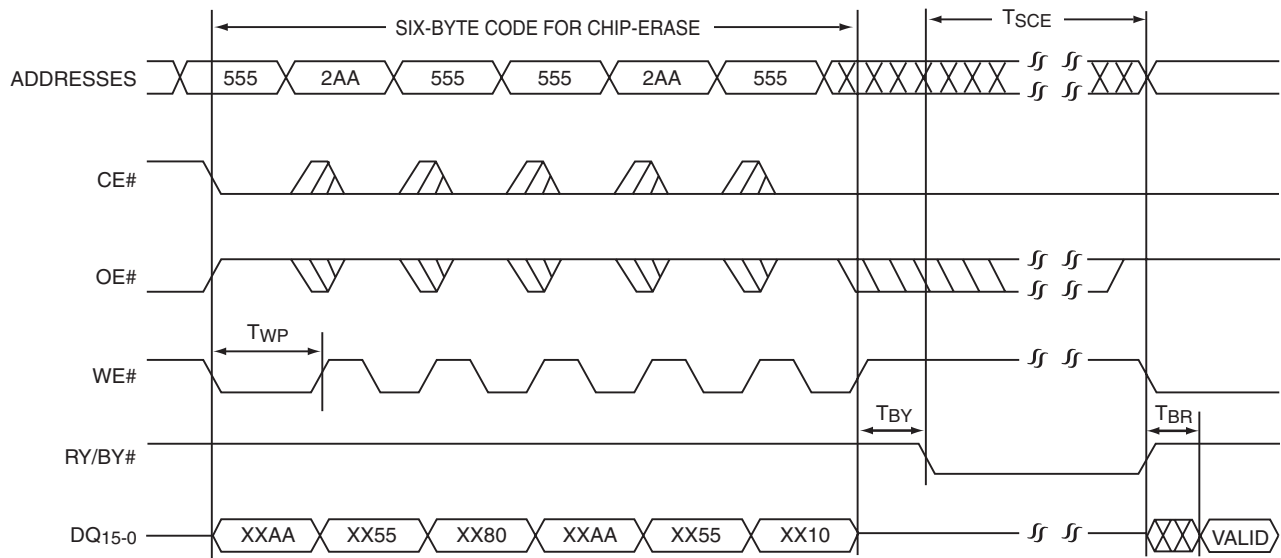 SIX-BYTE CODE FOR CHIP-ERASE
TSCE
ADDRESSES 555 2AA 555 555 2AA 555
CE#
OE#
TWP
WE#
TBY
TBR
RY/BY#
DQ15-0 XXAA XX55 XX80 XXAA XX55 XX10 VALID